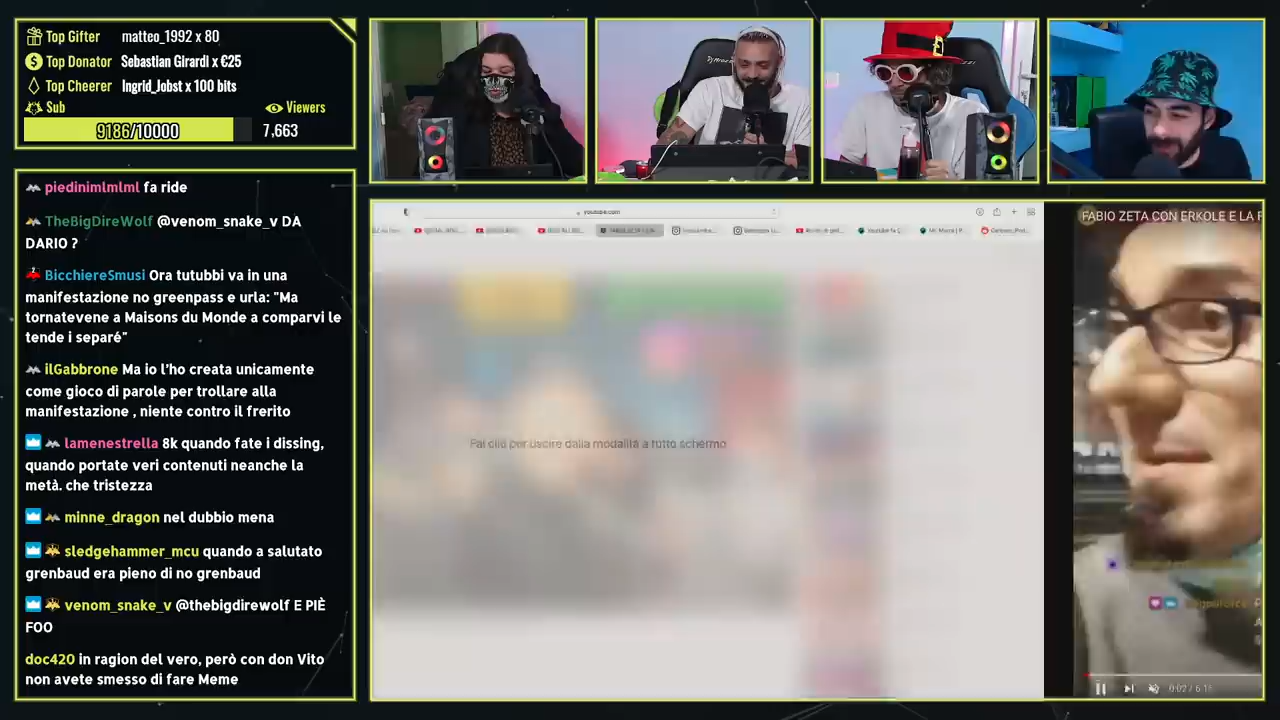 Top Gifter matteo_1992 x 80
Top Donator Sebastian Girardi x €25
Top Cheerer Ingrid_Jobst x 100 bits
Sub
Viewers
9186/10000
7,663
piedinimlmlml fa ride
TheBigDireWolf @venom_snake_v DA
DARIO ?
BicchiereSmusi Ora tutubbi va in una
manifestazione no greenpass e urla: "Ma
tornatevene a Maisons du Monde a comparvi le
tende i separé"
ilGabbrone Ma io l'ho creata unicamente
come gioco di parole per trollare alla
manifestazione , niente contro il frerito
lamenestrella 8k quando fate i dissing,
quando portate veri contenuti neanche la
metà. che tristezza
minne_dragon nel dubbio mena
sledgehammer_mcu quando a salutato
grenbaud era pieno di no grenbaud
venom_snake_v @thebigdirewolf E PIÈ
FOO
doc420 in ragion del vero, però con don Vito
non avete smesso di fare Meme
youtube.com
Fai clic per uscire dalla modalità a tutto schermo
FABIO ZETA CON ERKOLE E LA
0:02 / 6:15